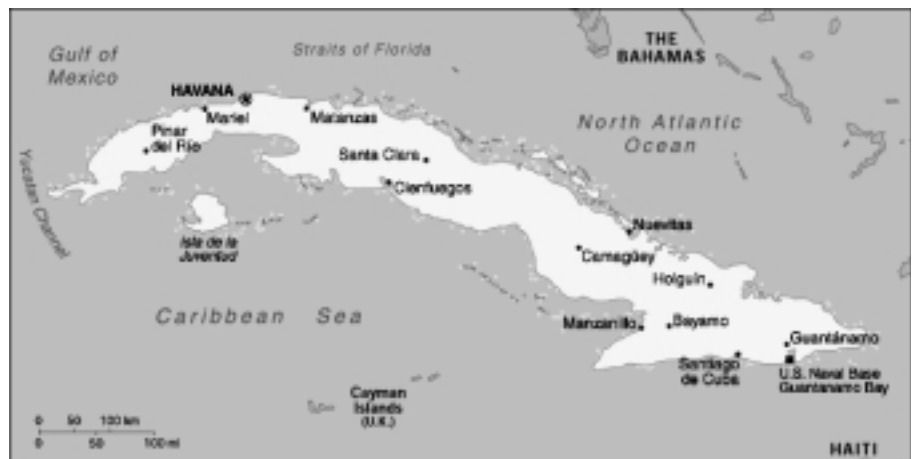 Gulf of
Mexico
Straits of Florida
THE
BAHAMAS
HAVANA
Mariel
Matanzas
North Atlantic
Ocean
Pinar
del Río
Santa Clara
Yucatan Channel
Cienfuegos
Nuevitas
Isla de la
Juventud
Camagüey
Holguín
Caribbean Sea
Manzanillo
Bayamo
Guantánamo
Santiago
de Cuba
U.S. Naval Base
Guantanamo Bay
Cayman
Islands
(U.K.)
0 50 100 km
0 50 100 mi
HAITI